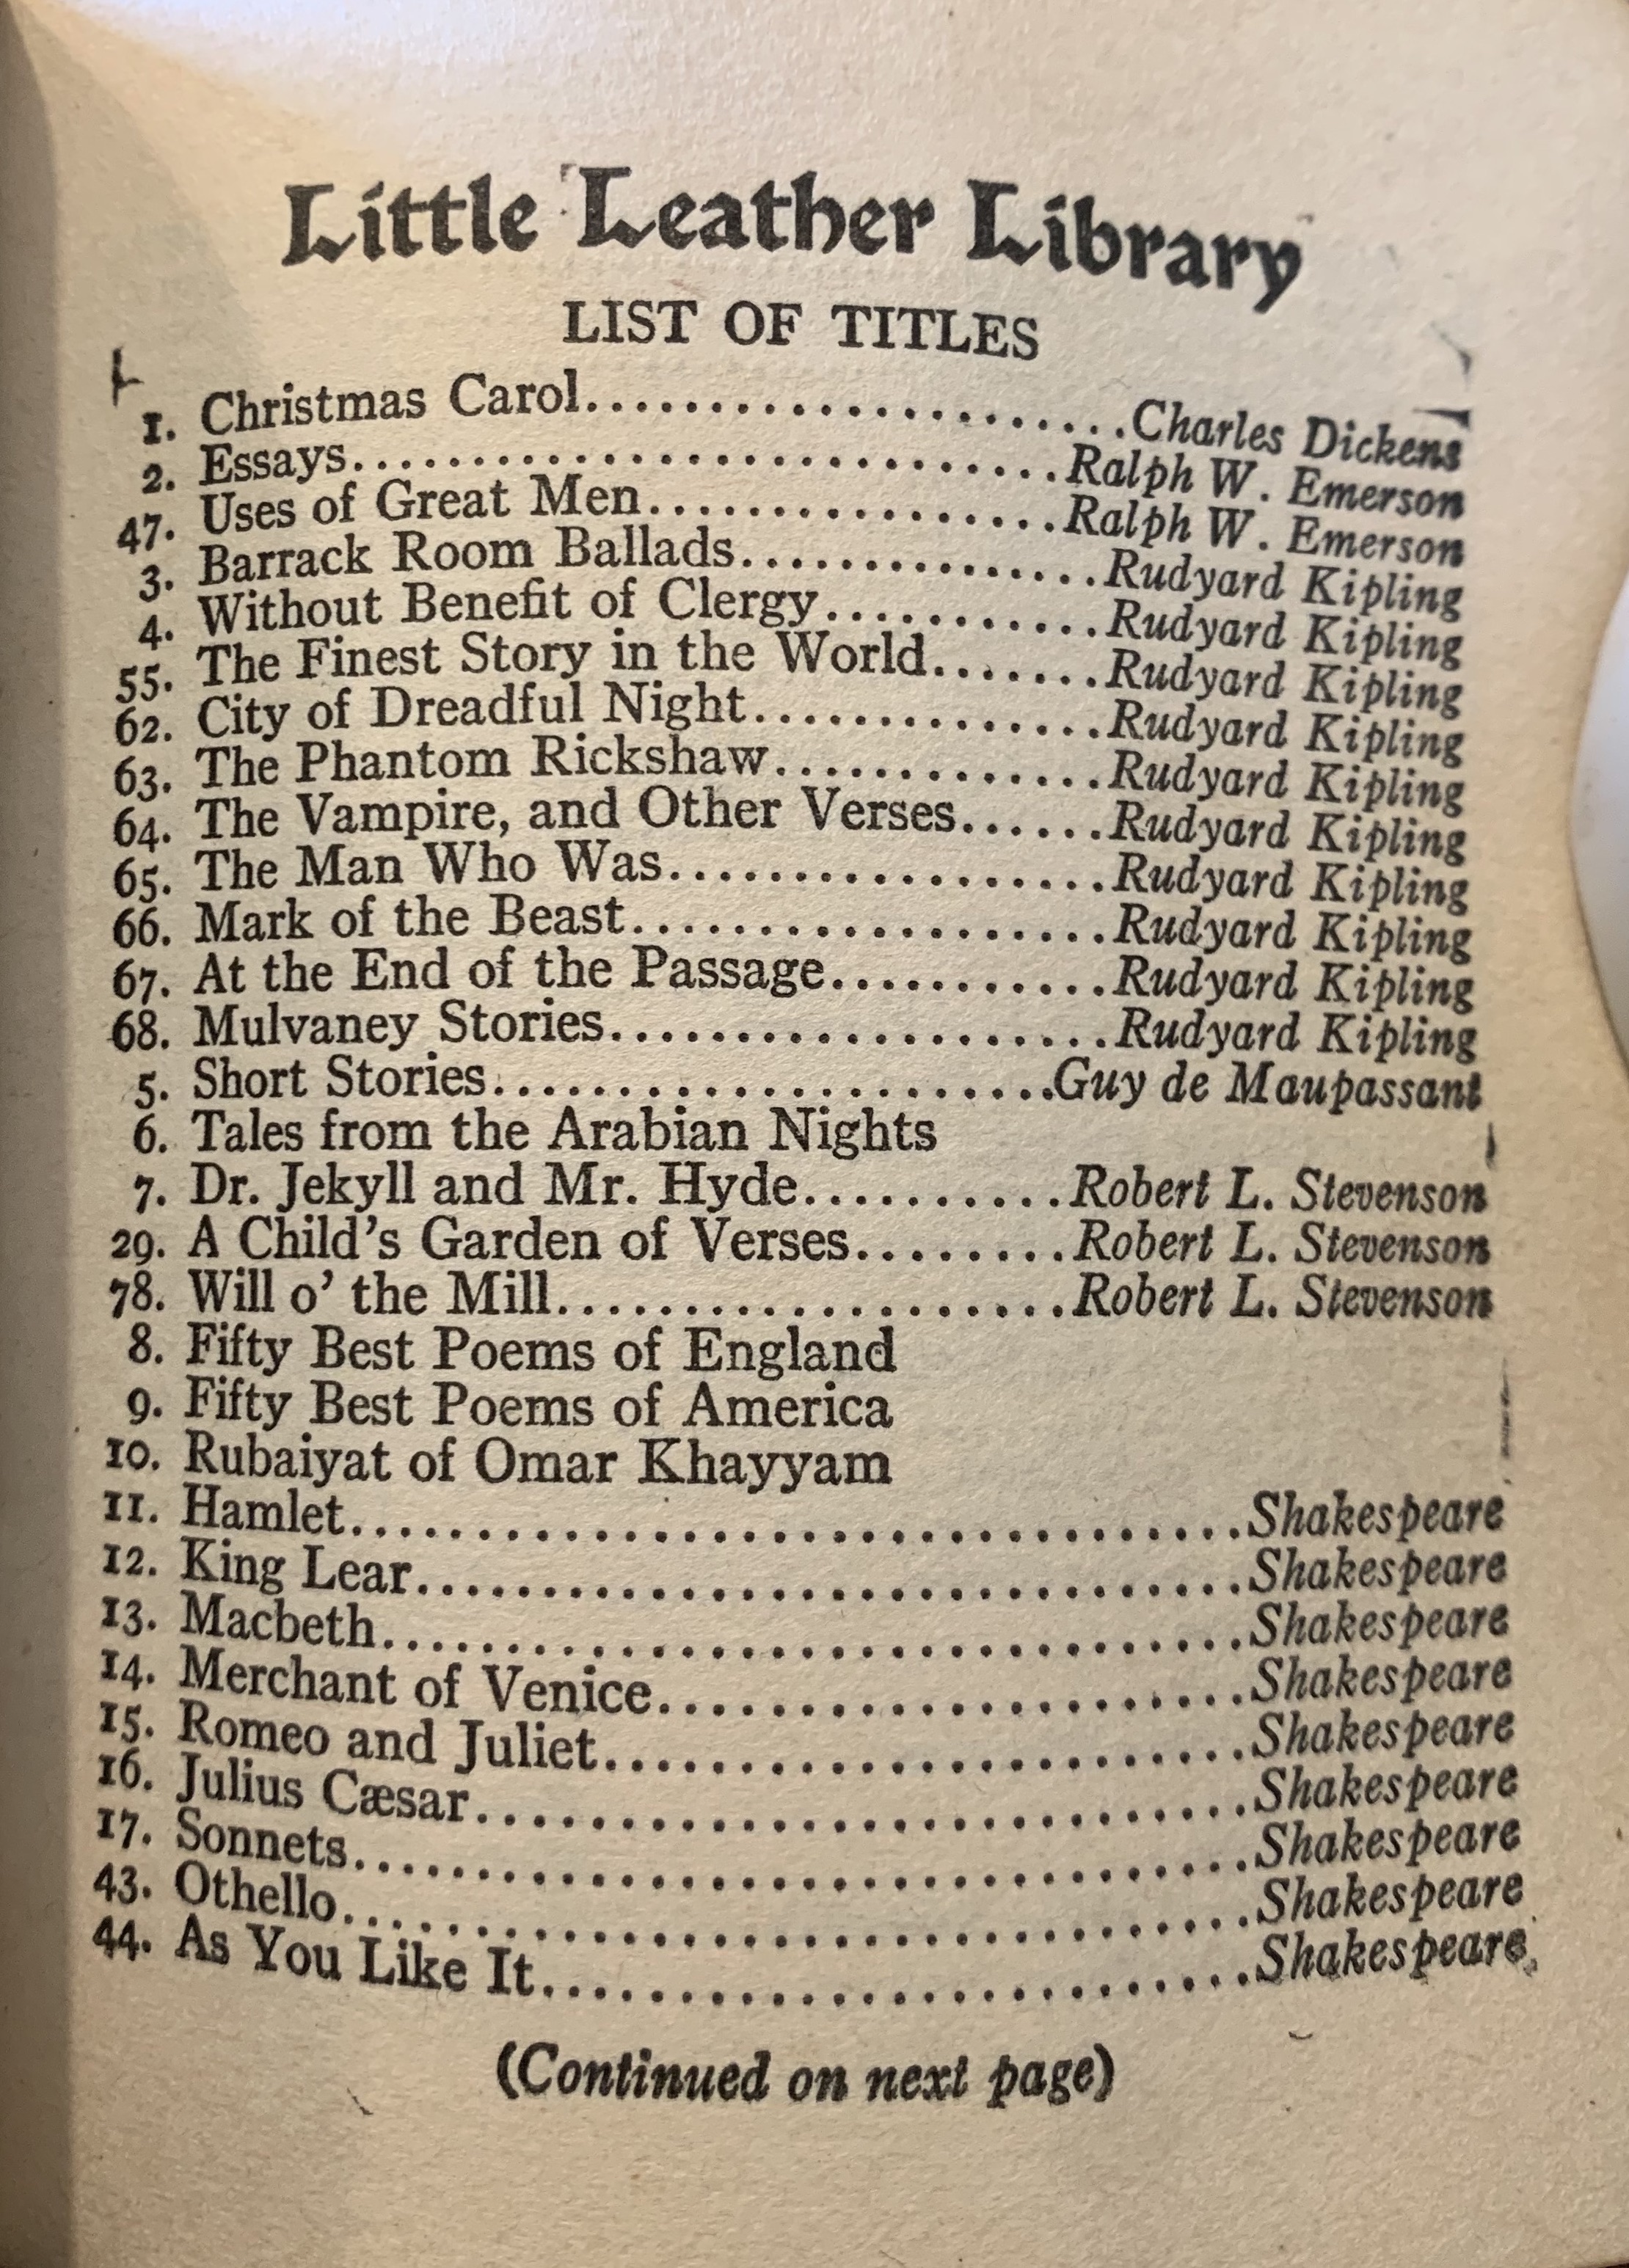 Little Leather Library
LIST OF TITLES
1. Christmas Carol......................Charles Dickens
2. Essays..............................Ralph W. Emerson
47. Uses of Great Men.................Ralph W. Emerson
3. Barrack Room Ballads...............Rudyard Kipling
4. Without Benefit of Clergy............Rudyard Kipling
55. The Finest Story in the World.......Rudyard Kipling
62. City of Dreadful Night...............Rudyard Kipling
63. The Phantom Rickshaw..............Rudyard Kipling
64. The Vampire, and Other Verses......Rudyard Kipling
65. The Man Who Was..................Rudyard Kipling
66. Mark of the Beast...................Rudyard Kipling
67. At the End of the Passage...........Rudyard Kipling
68. Mulvaney Stories....................Rudyard Kipling
5. Short Stories.......................Guy de Maupassant
6. Tales from the Arabian Nights
7. Dr. Jekyll and Mr. Hyde...........Robert L. Stevenson
29. A Child's Garden of Verses.........Robert L. Stevenson
78. Will o' the Mill.....................Robert L. Stevenson
8. Fifty Best Poems of England
9. Fifty Best Poems of America
10. Rubaiyat of Omar Khayyam
11. Hamlet.................................Shakespeare
12. King Lear..............................Shakespeare
13. Macbeth................................Shakespeare
14. Merchant of Venice.....................Shakespeare
15. Romeo and Juliet.......................Shakespeare
16. Julius Cæsar............................Shakespeare
17. Sonnets.................................Shakespeare
43. Othello.................................Shakespeare
44. As You Like It..........................Shakespeare
(Continued on next page)